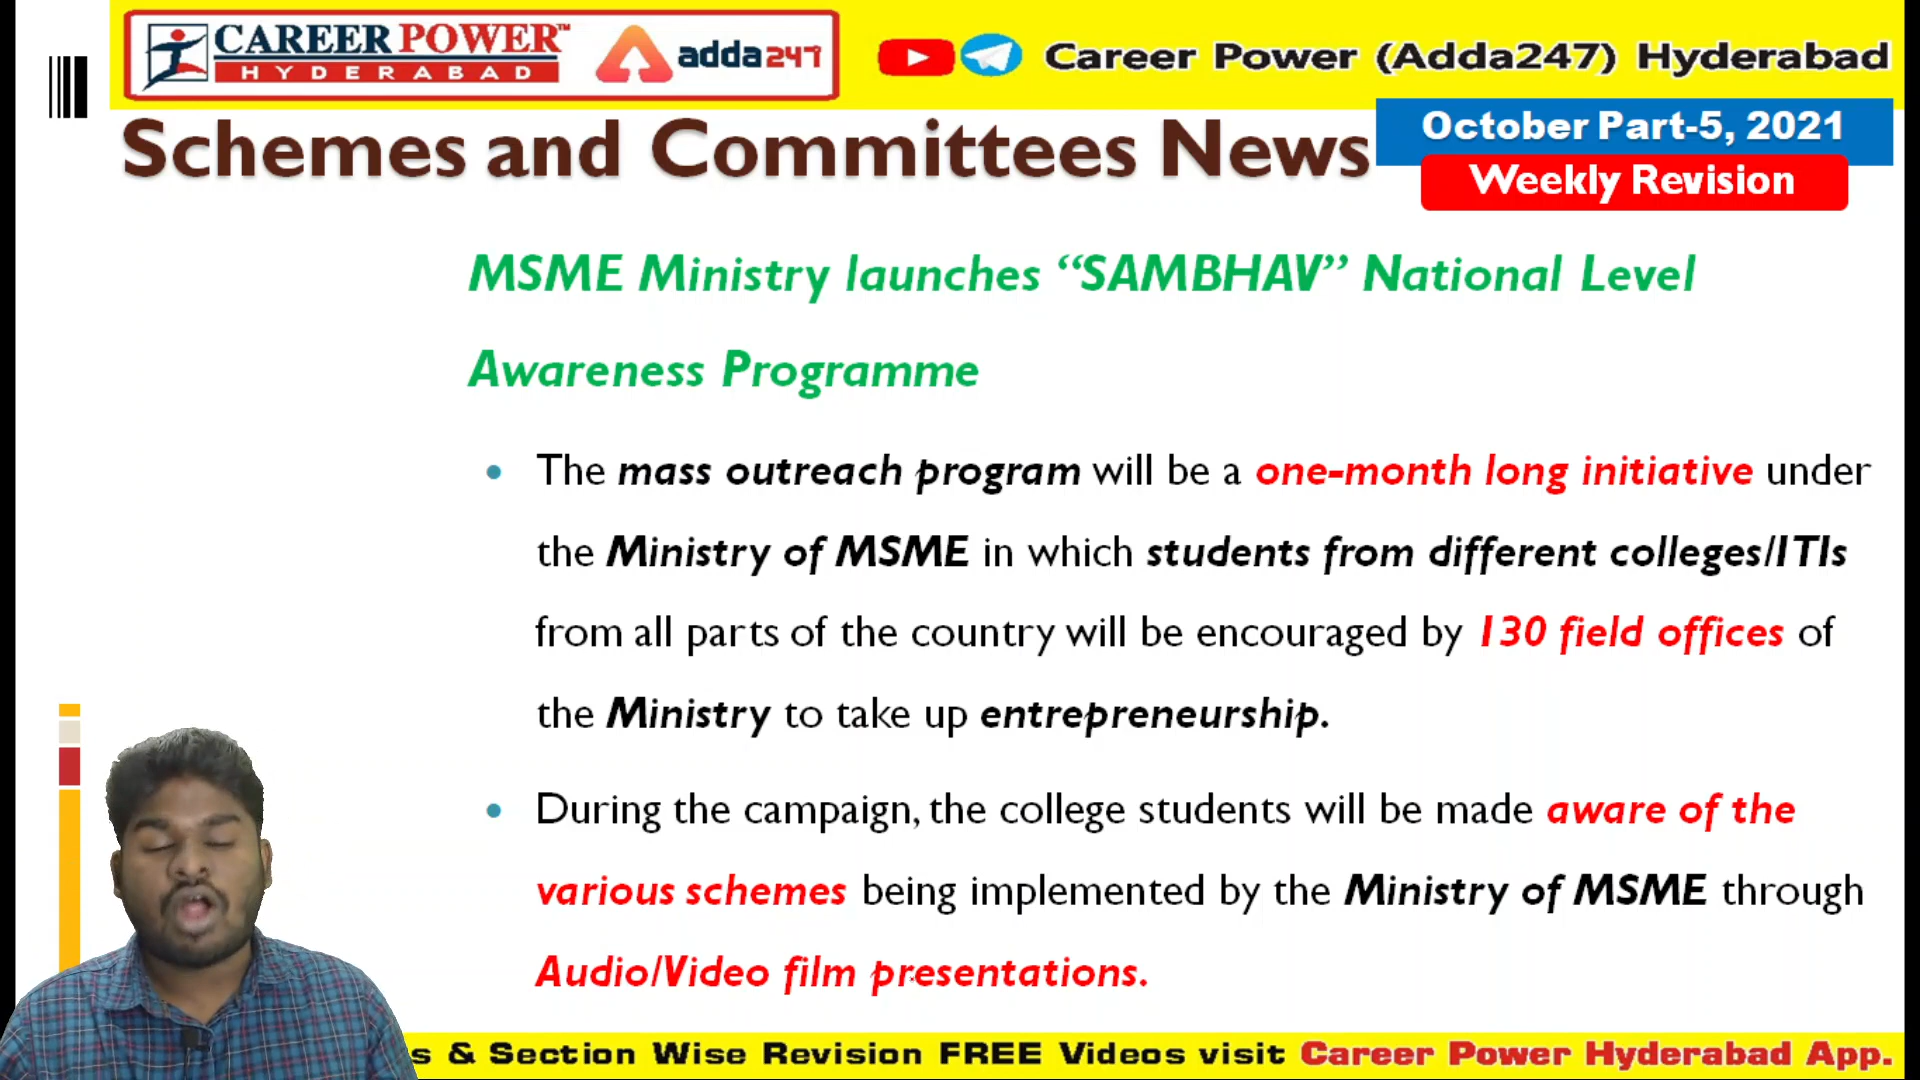 CAREER POWER™
HYDERABAD
adda247
Career Power (Adda247) Hyderabad
Schemes and Committees News
October Part-5, 2021
Weekly Revision
MSME Ministry launches “SAMBHAV” National Level
Awareness Programme
• The mass outreach program will be a one-month long initiative under
the Ministry of MSME in which students from different colleges/ITIs
from all parts of the country will be encouraged by 130 field offices of
the Ministry to take up entrepreneurship.
• During the campaign, the college students will be made aware of the
various schemes being implemented by the Ministry of MSME through
Audio/Video film presentations.
s & Section Wise Revision FREE Videos visit Career Power Hyderabad App.